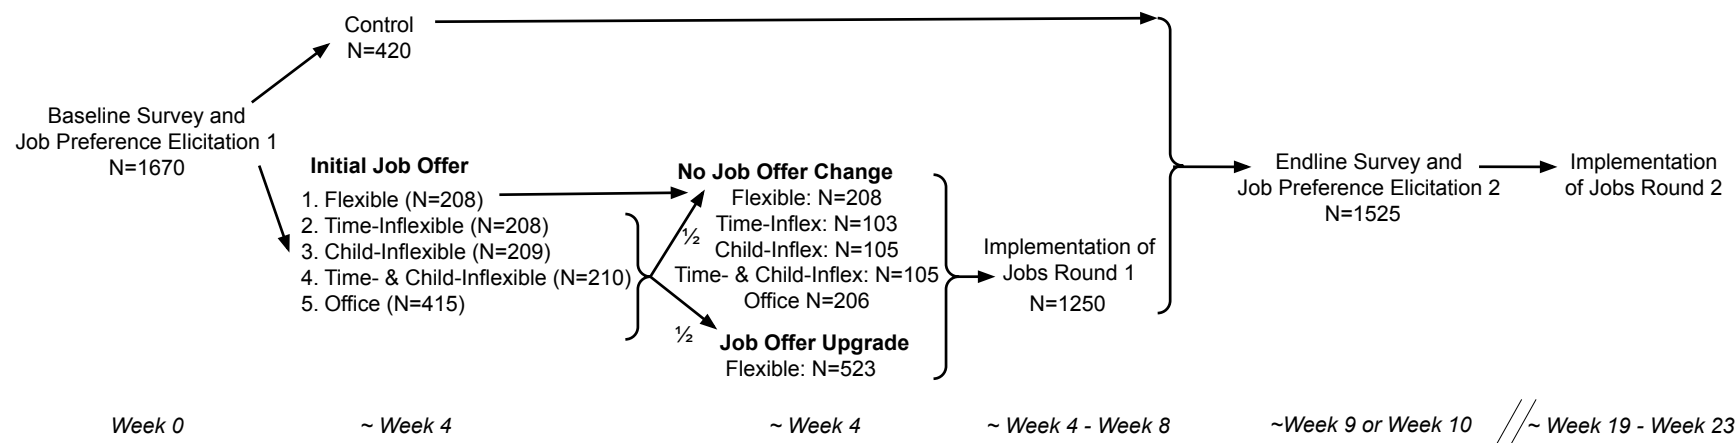 Control
N=420
Baseline Survey and
Job Preference Elicitation 1
N=1670
Initial Job Offer
1. Flexible (N=208)
2. Time-Inflexible (N=208)
3. Child-Inflexible (N=209)
4. Time- & Child-Inflexible (N=210)
5. Office (N=415)
½
½
No Job Offer Change
Flexible: N=208
Time-Inflex: N=103
Child-Inflex: N=105
Time- & Child-Inflex: N=105
Office N=206
Job Offer Upgrade
Flexible: N=523
Implementation of
Jobs Round 1
N=1250
Endline Survey and
Job Preference Elicitation 2
N=1525
Implementation
of Jobs Round 2
Week 0
~ Week 4
~ Week 4
~ Week 4 - Week 8
~Week 9 or Week 10
~ Week 19 - Week 23